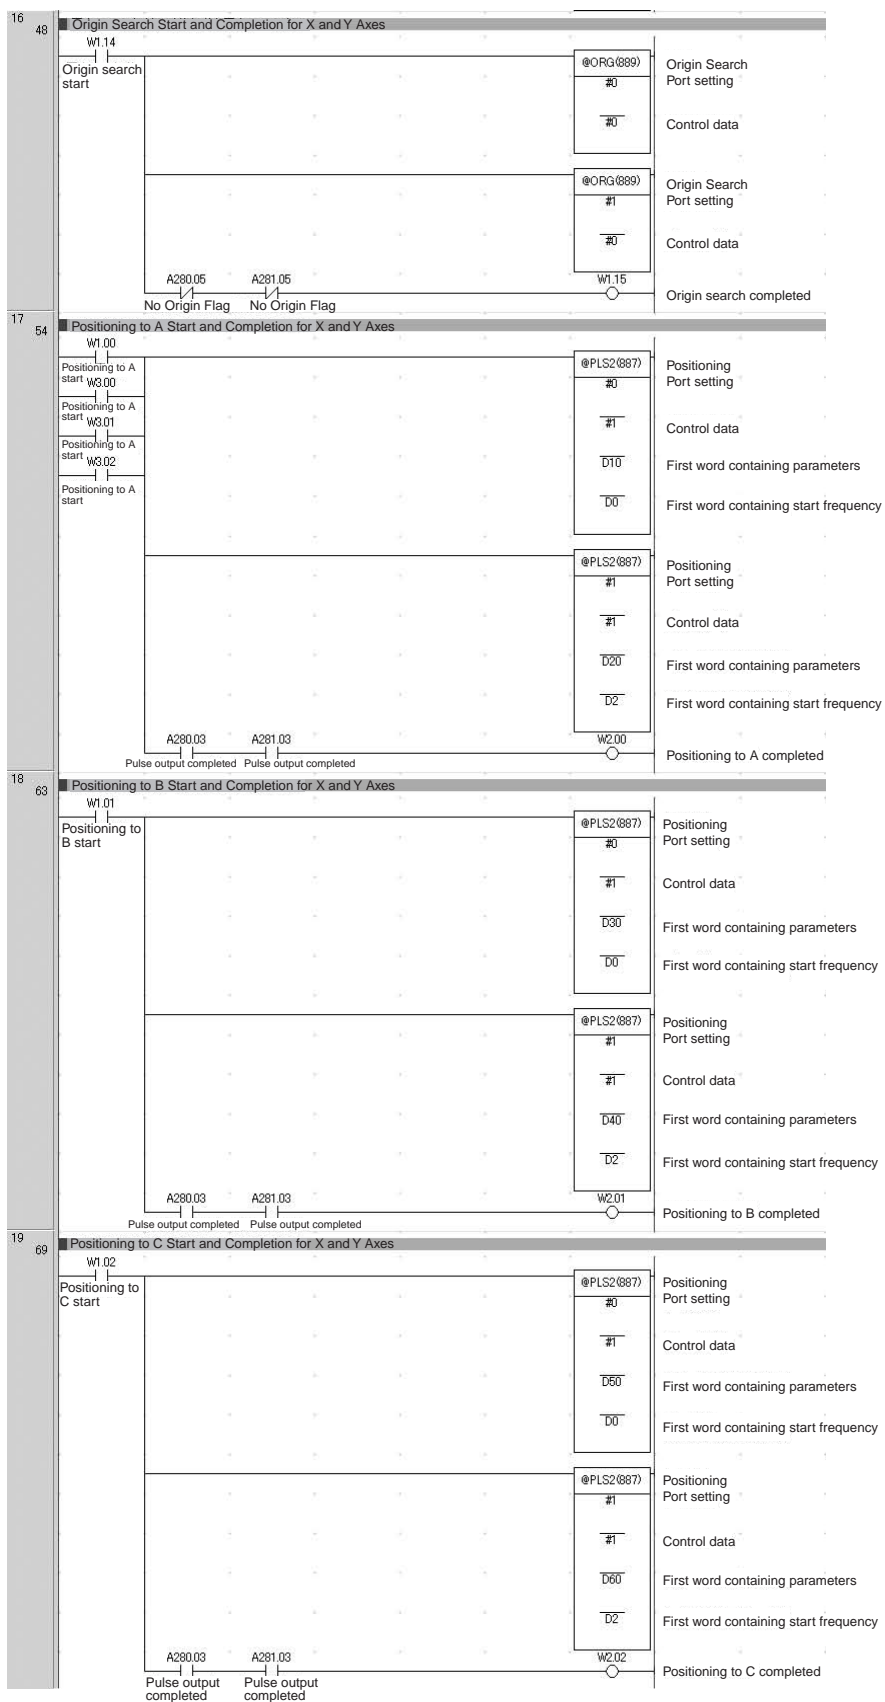 16
48
Origin Search Start and Completion for X and Y Axes
W1.14
Origin search
start
@ORG(889)
#0
#0
Origin Search
Port setting
Control data
@ORG(889)
#1
#0
Origin Search
Port setting
Control data
A280.05
A281.05
W1.15
No Origin Flag
No Origin Flag
Origin search completed
17
54
Positioning to A Start and Completion for X and Y Axes
W1.00
Positioning to A
start
W3.00
Positioning to A
start
W3.01
Positioning to A
start
W3.02
Positioning to A
start
@PLS2(887)
#0
#1
D10
D0
Positioning
Port setting
Control data
First word containing parameters
First word containing start frequency
@PLS2(887)
#1
#1
D20
D2
Positioning
Port setting
Control data
First word containing parameters
First word containing start frequency
A280.03
A281.03
W2.00
Pulse output completed
Pulse output completed
Positioning to A completed
18
63
Positioning to B Start and Completion for X and Y Axes
W1.01
Positioning to
B start
@PLS2(887)
#0
#1
D30
D0
Positioning
Port setting
Control data
First word containing parameters
First word containing start frequency
@PLS2(887)
#1
#1
D40
D2
Positioning
Port setting
Control data
First word containing parameters
First word containing start frequency
A280.03
A281.03
W2.01
Pulse output completed
Pulse output completed
Positioning to B completed
19
69
Positioning to C Start and Completion for X and Y Axes
W1.02
Positioning to
C start
@PLS2(887)
#0
#1
D50
D0
Positioning
Port setting
Control data
First word containing parameters
First word containing start frequency
@PLS2(887)
#1
#1
D60
D2
Positioning
Port setting
Control data
First word containing parameters
First word containing start frequency
A280.03
A281.03
W2.02
Pulse output
completed
Pulse output
completed
Positioning to C completed